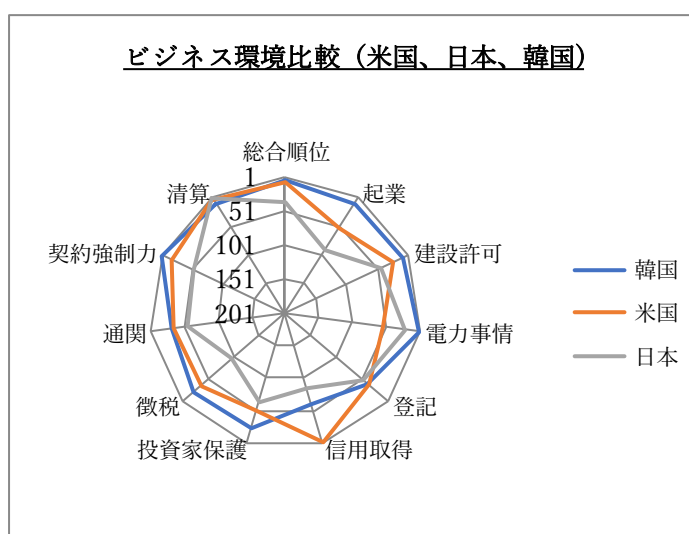 ビジネス環境比較（米国、日本、韓国）
総合順位
起業
建設許可
電力事情
登記
信用取得
投資家保護
徴税
通関
契約強制力
清算
1
51
101
151
201
韓国
米国
日本